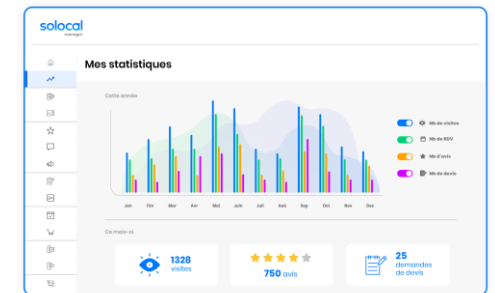 solocal
manager
Mes statistiques
Cette année
Nb de visites
Nb de RDV
Nb d'avis
Nb de devis
Jan Fév Mar Avr Mai Juin Juil Aoû Sep Oct Nov Dec
Ce mois-ci
1328
visites
750 avis
25
demandes
de devis